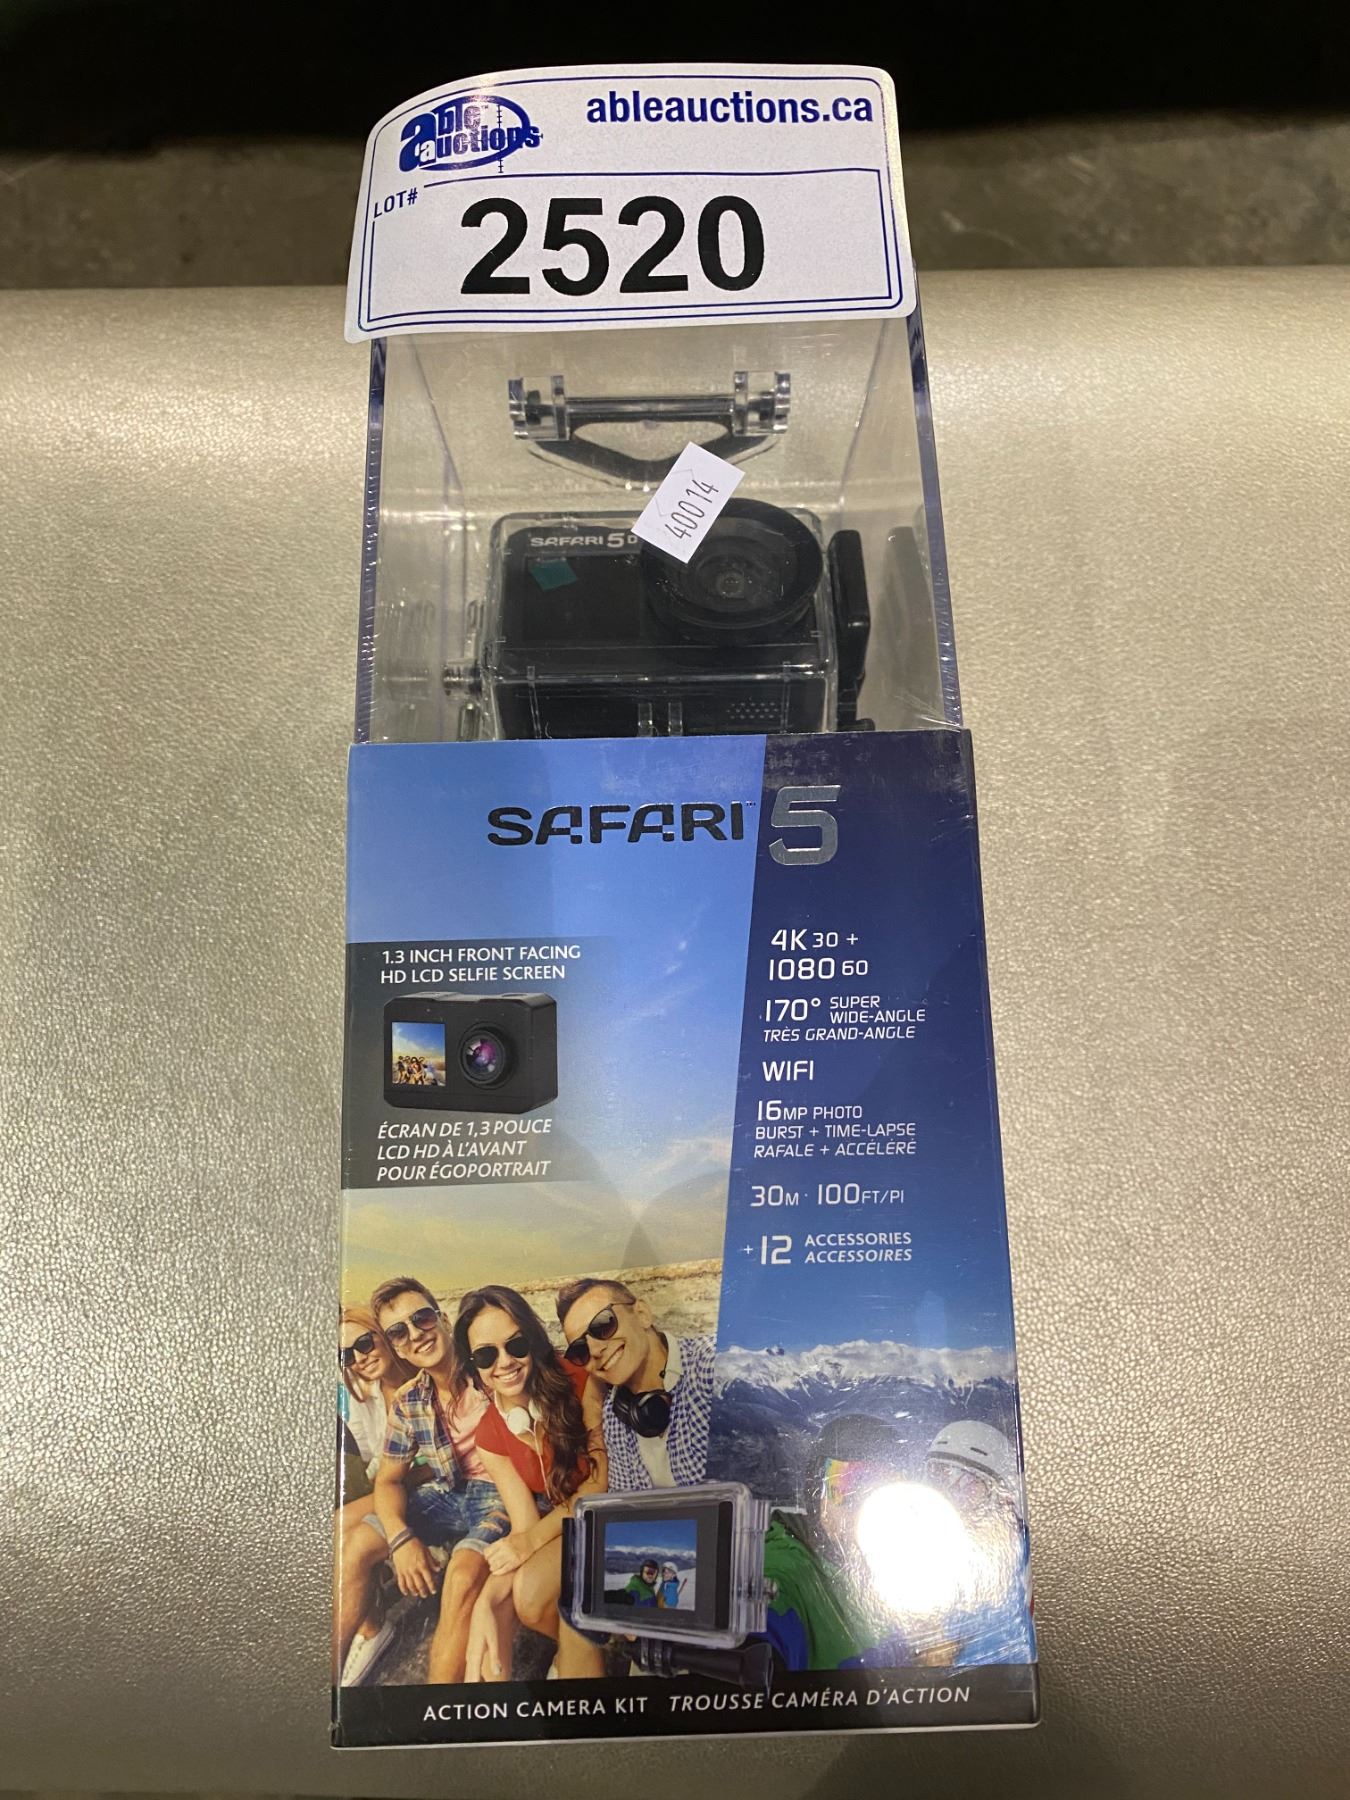 able auctions
ableauctions.ca
LOT#
2520
40014
SAFARI 5
SAFARI™ 5
1.3 INCH FRONT FACING
HD LCD SELFIE SCREEN
ÉCRAN DE 1,3 POUCE
LCD HD À L'AVANT
POUR ÉGOPORTRAIT
4K 30 +
1080 60
170° SUPER
WIDE-ANGLE
TRÈS GRAND-ANGLE
WIFI
16MP PHOTO
BURST + TIME-LAPSE
RAFALE + ACCÉLÉRÉ
30M · 100FT/PI
+12 ACCESSORIES
ACCESSOIRES
ACTION CAMERA KIT TROUSSE CAMÉRA D'ACTION